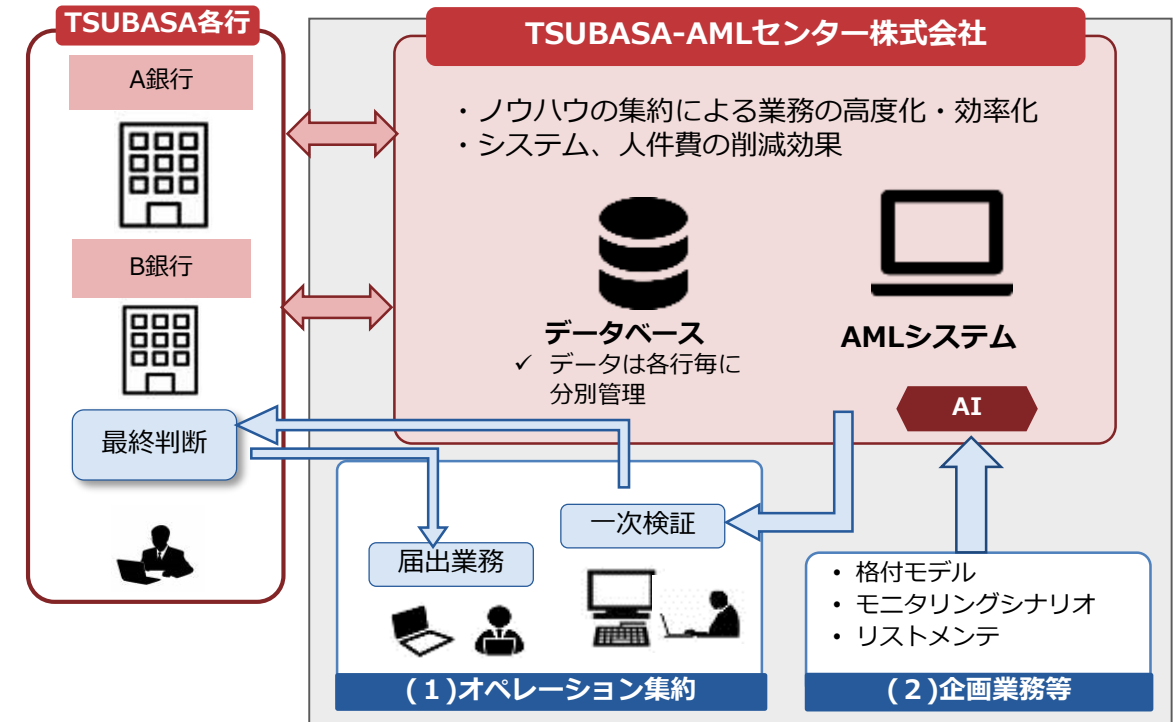 TSUBASA各行
A銀行
B銀行
最終判断
TSUBASA-AMLセンター株式会社
・ノウハウの集約による業務の高度化・効率化
・システム、人件費の削減効果
データベース
✓ データは各行毎に
分別管理
AMLシステム
AI
一次検証
届出業務
(1)オペレーション集約
• 格付モデル
• モニタリングシナリオ
• リストメンテ
(2)企画業務等